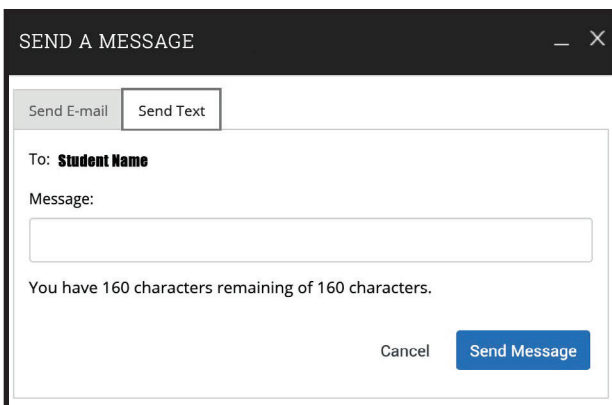 SEND A MESSAGE
Send E-mail Send Text
To: Student Name
Message:
You have 160 characters remaining of 160 characters.
Cancel Send Message